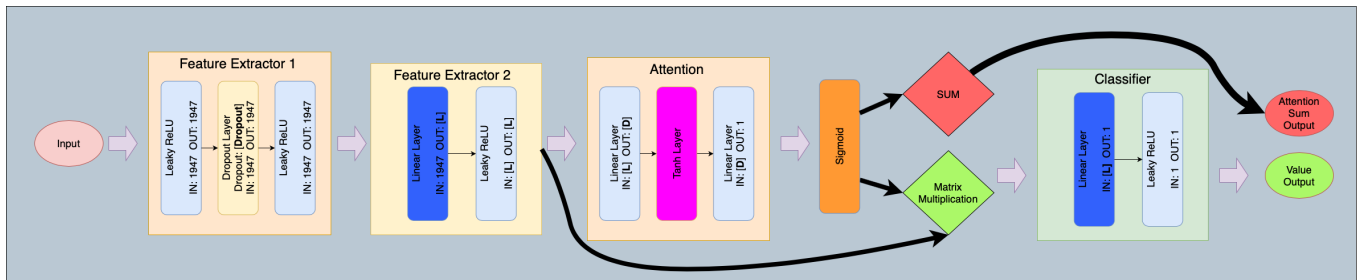 Input
Feature Extractor 1
Leaky ReLU
IN: 1947 OUT: 1947
Dropout Layer
Dropout: [Dropout]
IN: 1947 OUT: 1947
Leaky ReLU
IN: 1947 OUT: 1947
Feature Extractor 2
Linear Layer
IN: 1947 OUT: [L]
Leaky ReLU
IN: [L] OUT: [L]
Attention
Linear Layer
IN: [L] OUT: [D]
Tanh Layer
Linear Layer
IN: [D] OUT: 1
Sigmoid
SUM
Matrix
Multiplication
Classifier
Linear Layer
IN: [L] OUT: 1
Leaky ReLU
IN: 1 OUT: 1
Attention
Sum
Output
Value
Output